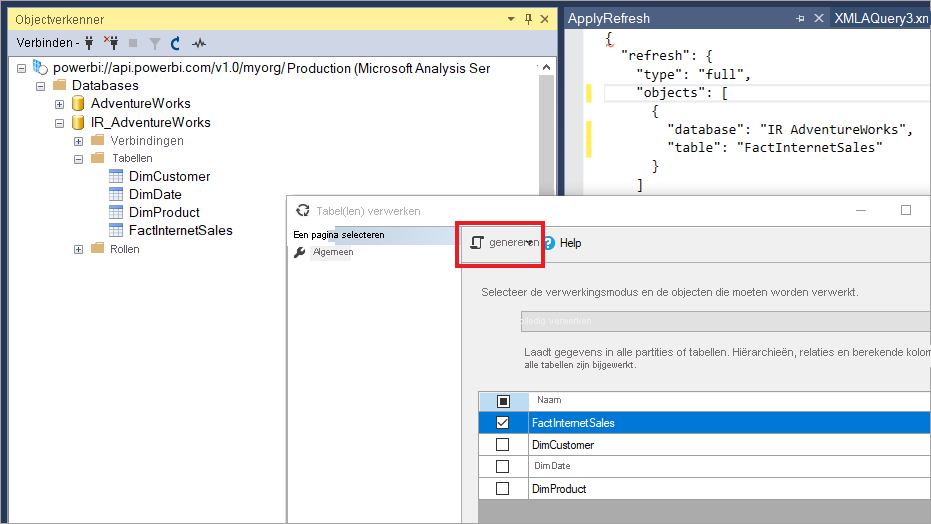 Objectverkenner
Verbinden -
powerbi://api.powerbi.com/v1.0/myorg/ Production (Microsoft Analysis Ser
Databases
AdventureWorks
IR_AdventureWorks
Verbindingen
Tabellen
DimCustomer
DimDate
DimProduct
FactInternetSales
Rollen
ApplyRefresh
XMLAQuery3.xm
{
"refresh": {
"type": "full",
"objects": [
{
"database": "IR AdventureWorks",
"table": "FactInternetSales"
}
]
Tabel(len) verwerken
Een pagina selecteren
Algemeen
genereren
Help
Selecteer de verwerkingsmodus en de objecten die moeten worden verwerkt.
olledig verwerken
Laadt gegevens in alle partities of tabellen. Hiërarchieën, relaties en berekende kolom
alle tabellen zijn bijgewerkt.
Naam
FactInternetSales
DimCustomer
DimDate
DimProduct